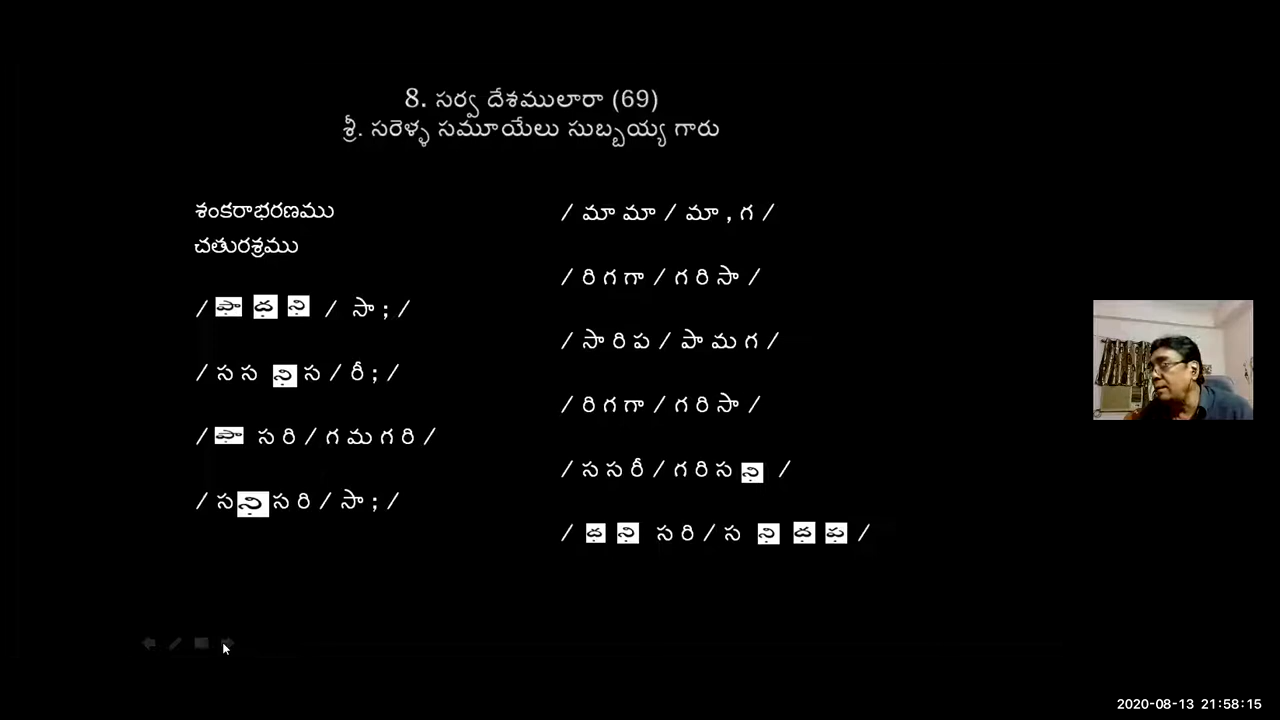 8. సర్వ దేశములారా (69)
శ్రీ. సరెళ్ళ సమూయేలు సుబ్బయ్య గారు
శంకరాభరణము
చతురశ్రము
/ పా̣ ద̣ ని̣ / సా ; /
/ స స ని̣ స / రీ ; /
/ పా̣ స రి / గ మ గ రి /
/ స ని̣ స రి / సా ; /
/ మా మా / మా , గ /
/ రి గ గా / గ రి సా /
/ సా రి ప / పా మ గ /
/ రి గ గా / గ రి సా /
/ స స రీ / గ రి స ని̣ /
/ ద̣ ని̣ స రి / స ని̣ ద̣ ప̣ /
2020-08-13 21:58:15